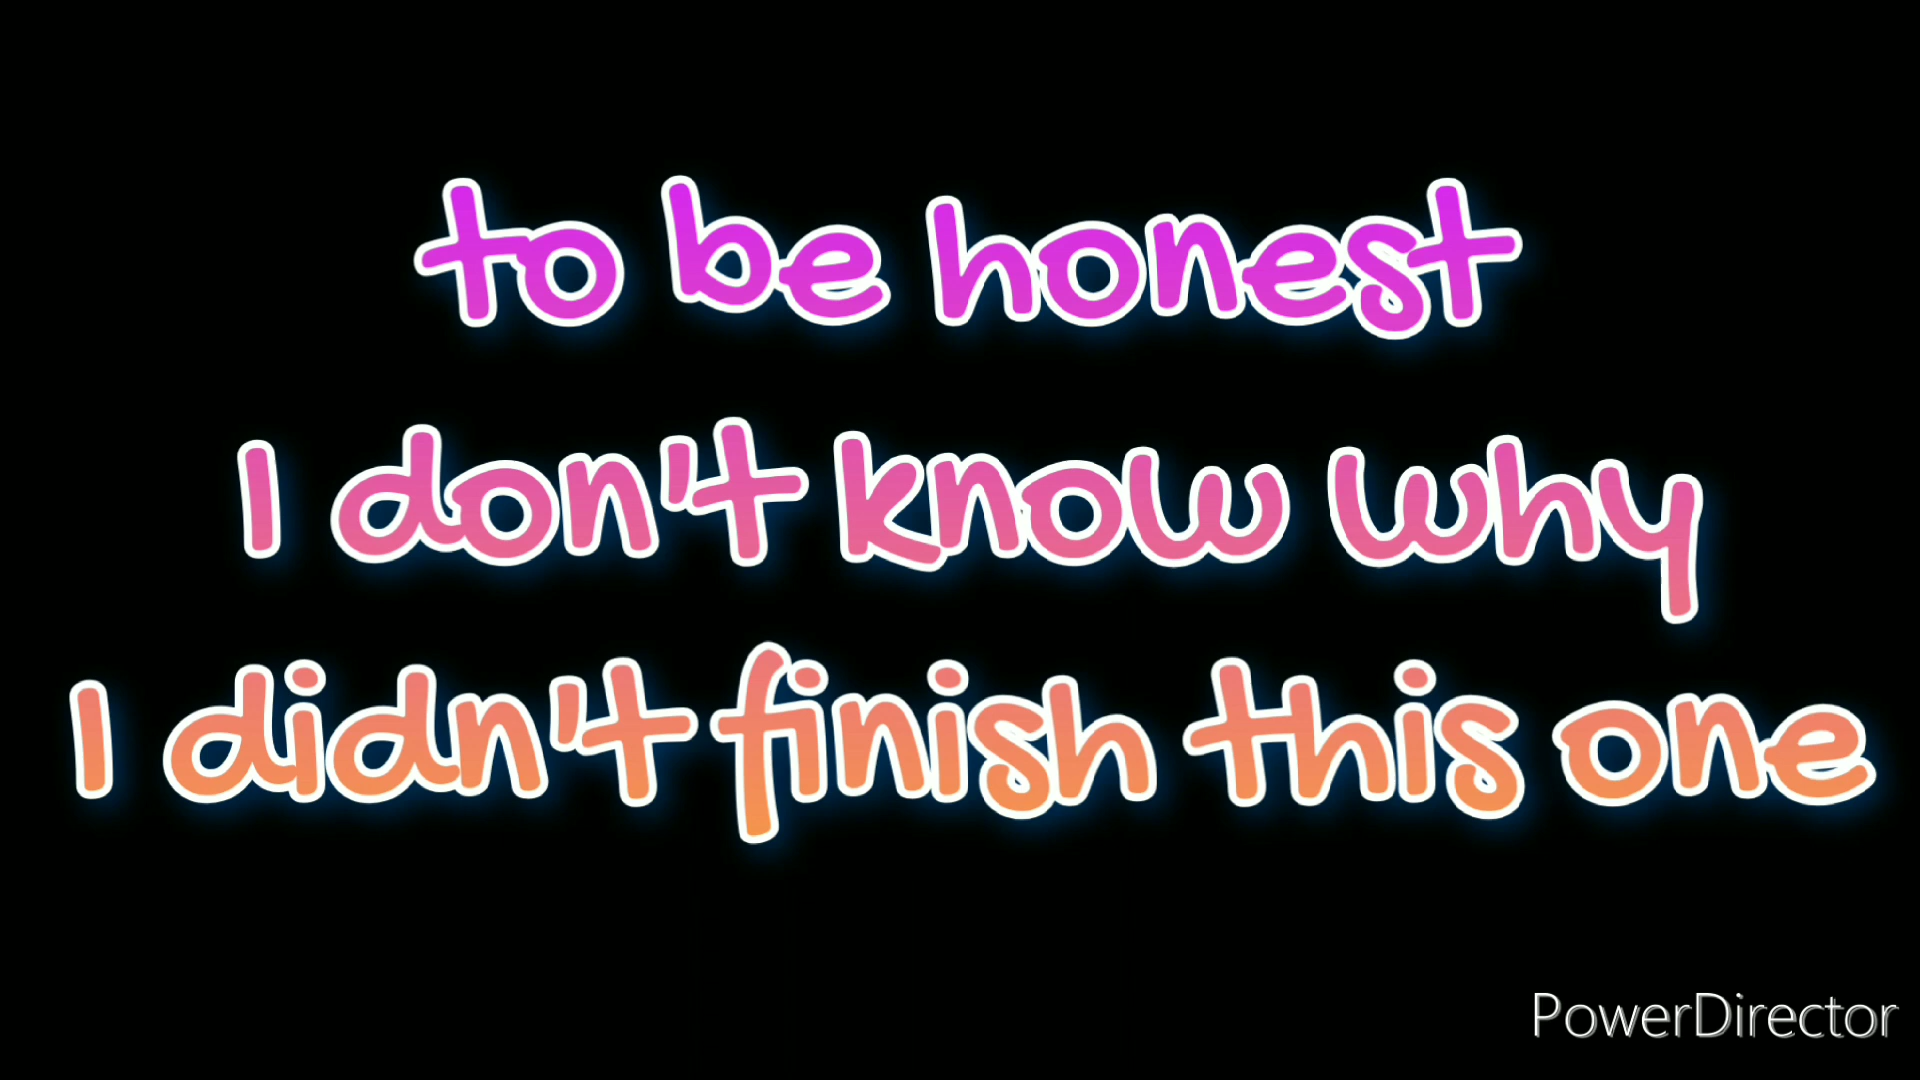 to be honest
I don't know why
I didn't finish this one
PowerDirector